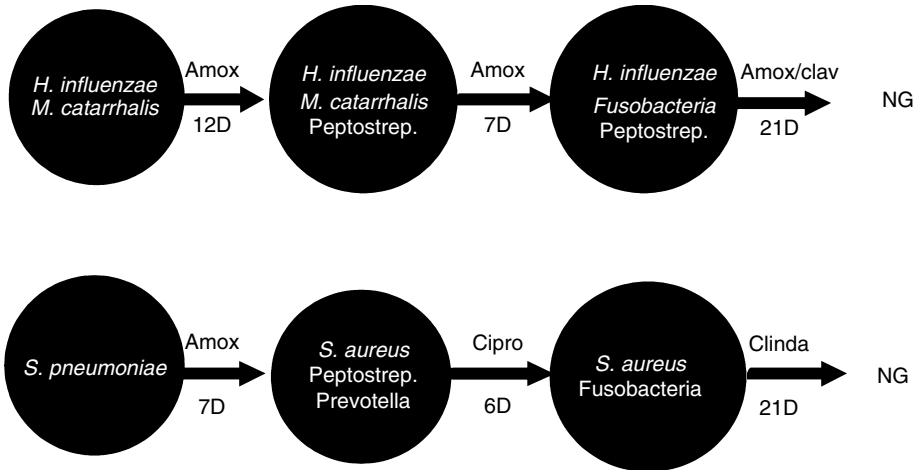 H. influenzae
M. catarrhalis
Amox
12D
H. influenzae
M. catarrhalis
Peptostrep.
Amox
7D
H. influenzae
Fusobacteria
Peptostrep.
Amox/clav
21D
NG
S. pneumoniae
Amox
7D
S. aureus
Peptostrep.
Prevotella
Cipro
6D
S. aureus
Fusobacteria
Clinda
21D
NG